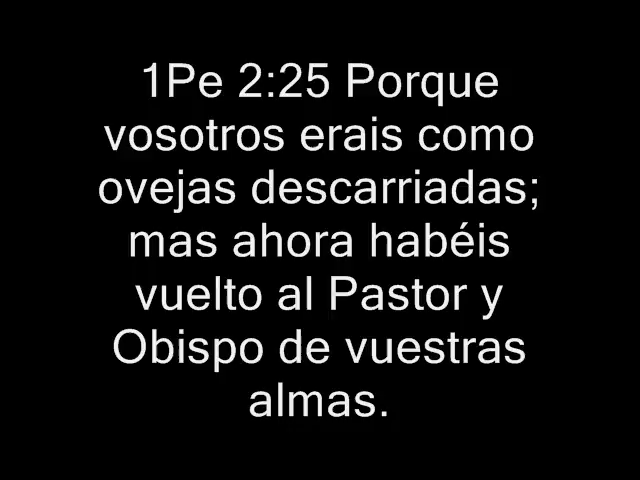 1Pe 2:25 Porque
vosotros erais como
ovejas descarriadas;
mas ahora habéis
vuelto al Pastor y
Obispo de vuestras
almas.